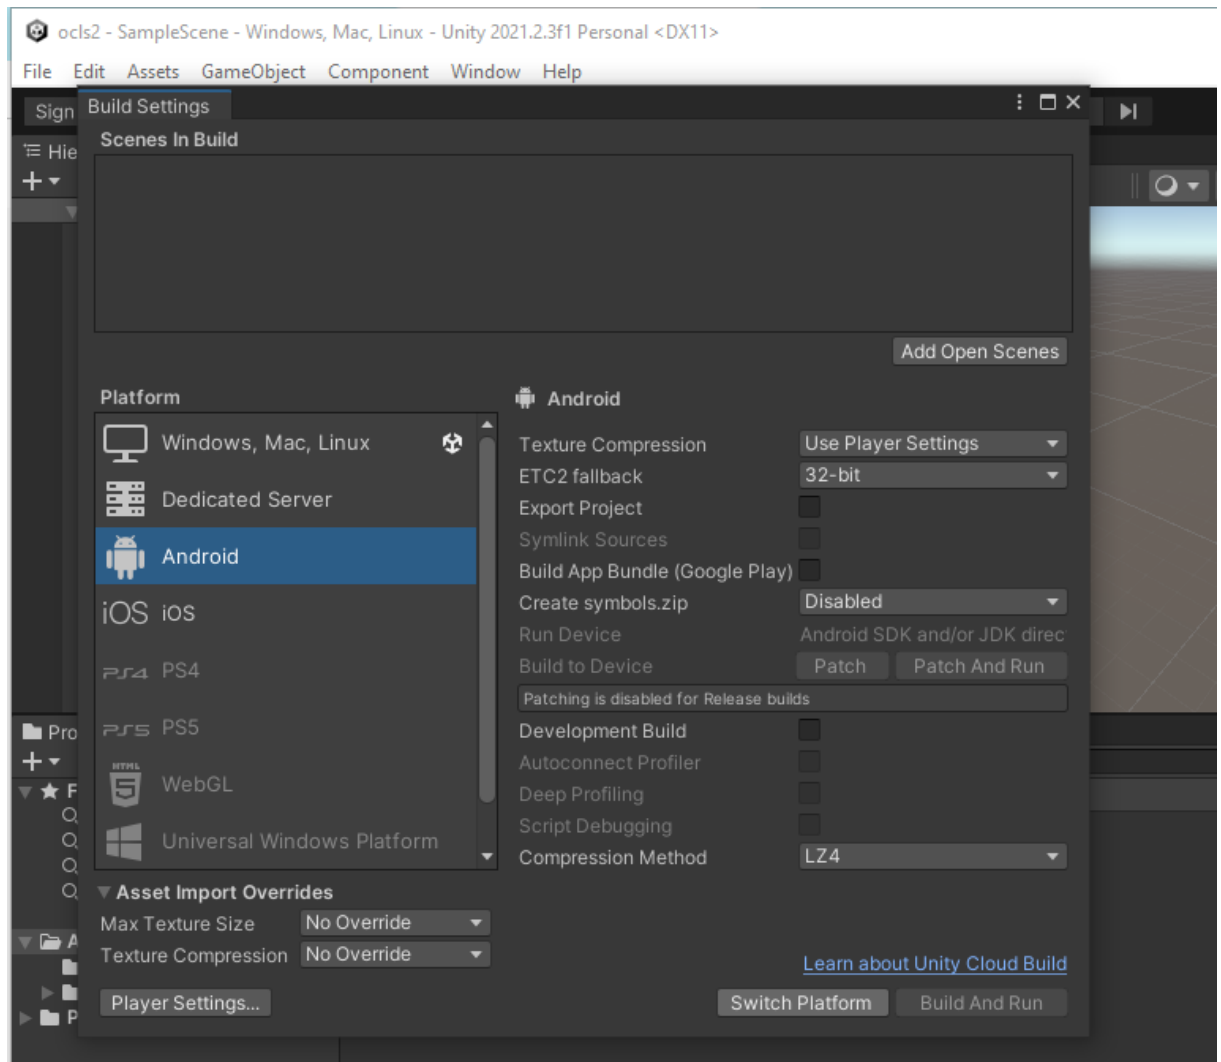 ocls2 - SampleScene - Windows, Mac, Linux - Unity 2021.2.3f1 Personal <DX11>
File Edit Assets GameObject Component Window Help
Sign
Build Settings
Hie
Scenes In Build
Add Open Scenes
Platform
Windows, Mac, Linux
Dedicated Server
Android
iOS iOS
PS4 PS4
PS5 PS5
HTML 5 WebGL
Universal Windows Platform
Android
Texture Compression Use Player Settings
ETC2 fallback 32-bit
Export Project
Symlink Sources
Build App Bundle (Google Play)
Create symbols.zip Disabled
Run Device Android SDK and/or JDK direc
Build to Device Patch Patch And Run
Patching is disabled for Release builds
Development Build
Autoconnect Profiler
Deep Profiling
Script Debugging
Compression Method LZ4
Pro
F
A
P
Asset Import Overrides
Max Texture Size No Override
Texture Compression No Override
Learn about Unity Cloud Build
Player Settings...
Switch Platform
Build And Run